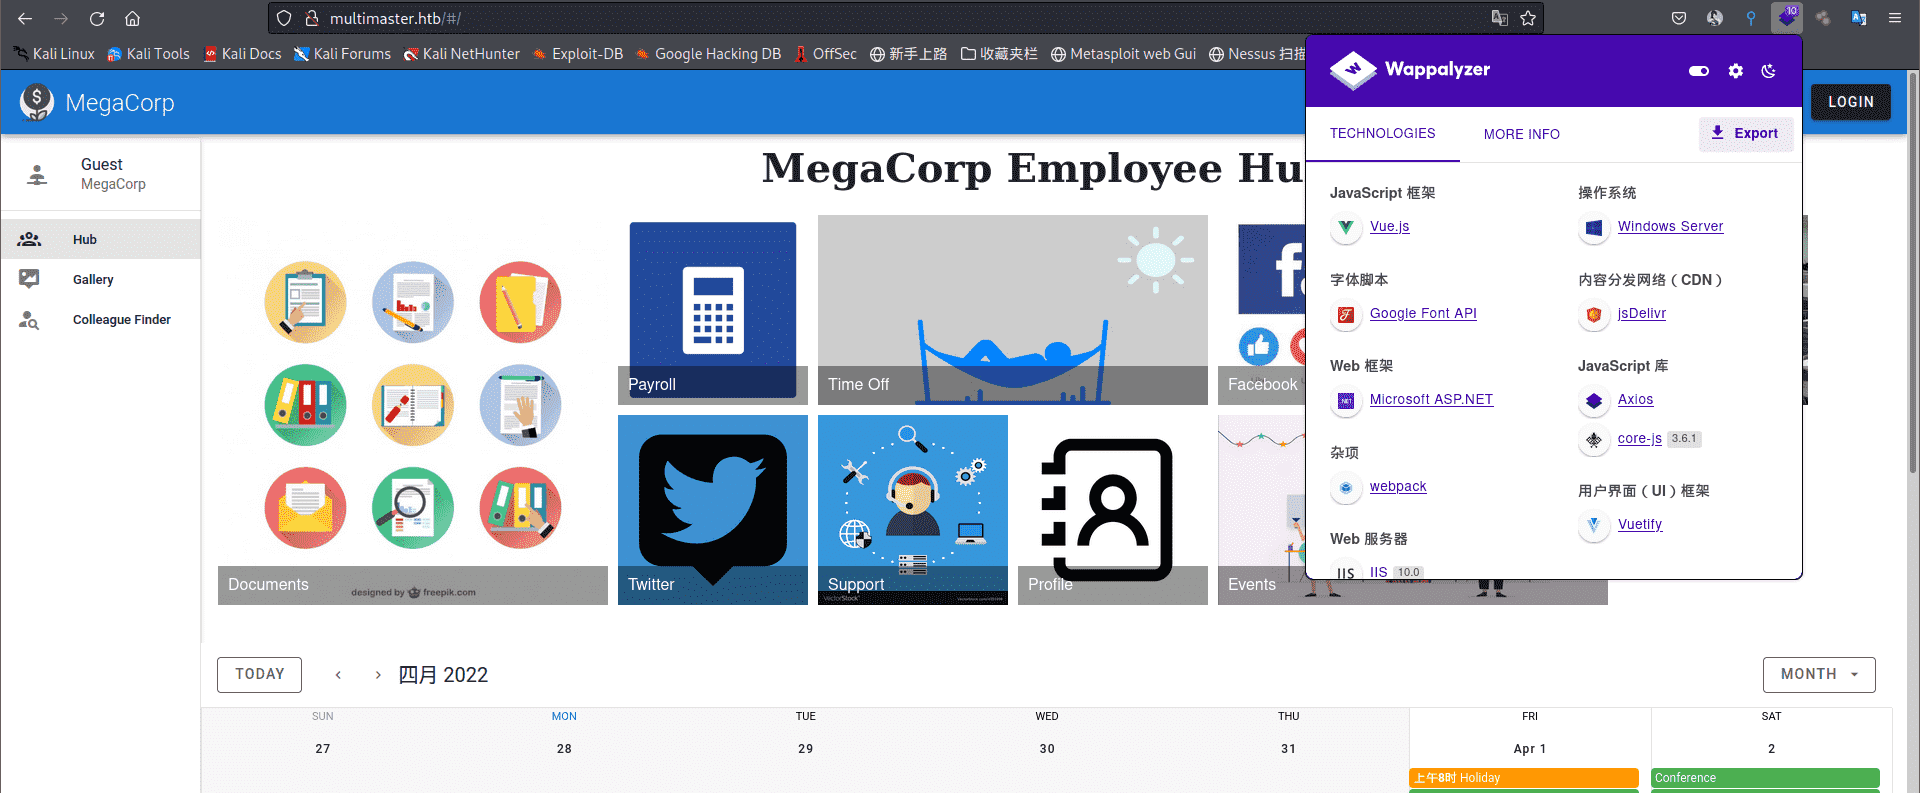 multimaster.htb/#/
10
Kali Linux
Kali Tools
Kali Docs
Kali Forums
Kali NetHunter
Exploit-DB
Google Hacking DB
OffSec
新手上路
收藏夹栏
Metasploit web Gui
Nessus 扫描
MegaCorp
LOGIN
Guest
MegaCorp
Hub
Gallery
Colleague Finder
MegaCorp Employee Hu
Documents
designed by freepik.com
Payroll
Time Off
Facebook
Twitter
Support
VectorStock
Profile
Events
Wappalyzer
TECHNOLOGIES
MORE INFO
Export
JavaScript 框架
Vue.js
字体脚本
Google Font API
Web 框架
Microsoft ASP.NET
杂项
webpack
Web 服务器
IIS 10.0
操作系统
Windows Server
内容分发网络（CDN）
jsDelivr
JavaScript 库
Axios
core-js 3.6.1
用户界面（UI）框架
Vuetify
TODAY
四月 2022
MONTH
SUN MON TUE WED THU FRI SAT
27 28 29 30 31 Apr 1 2
上午8时 Holiday
Conference